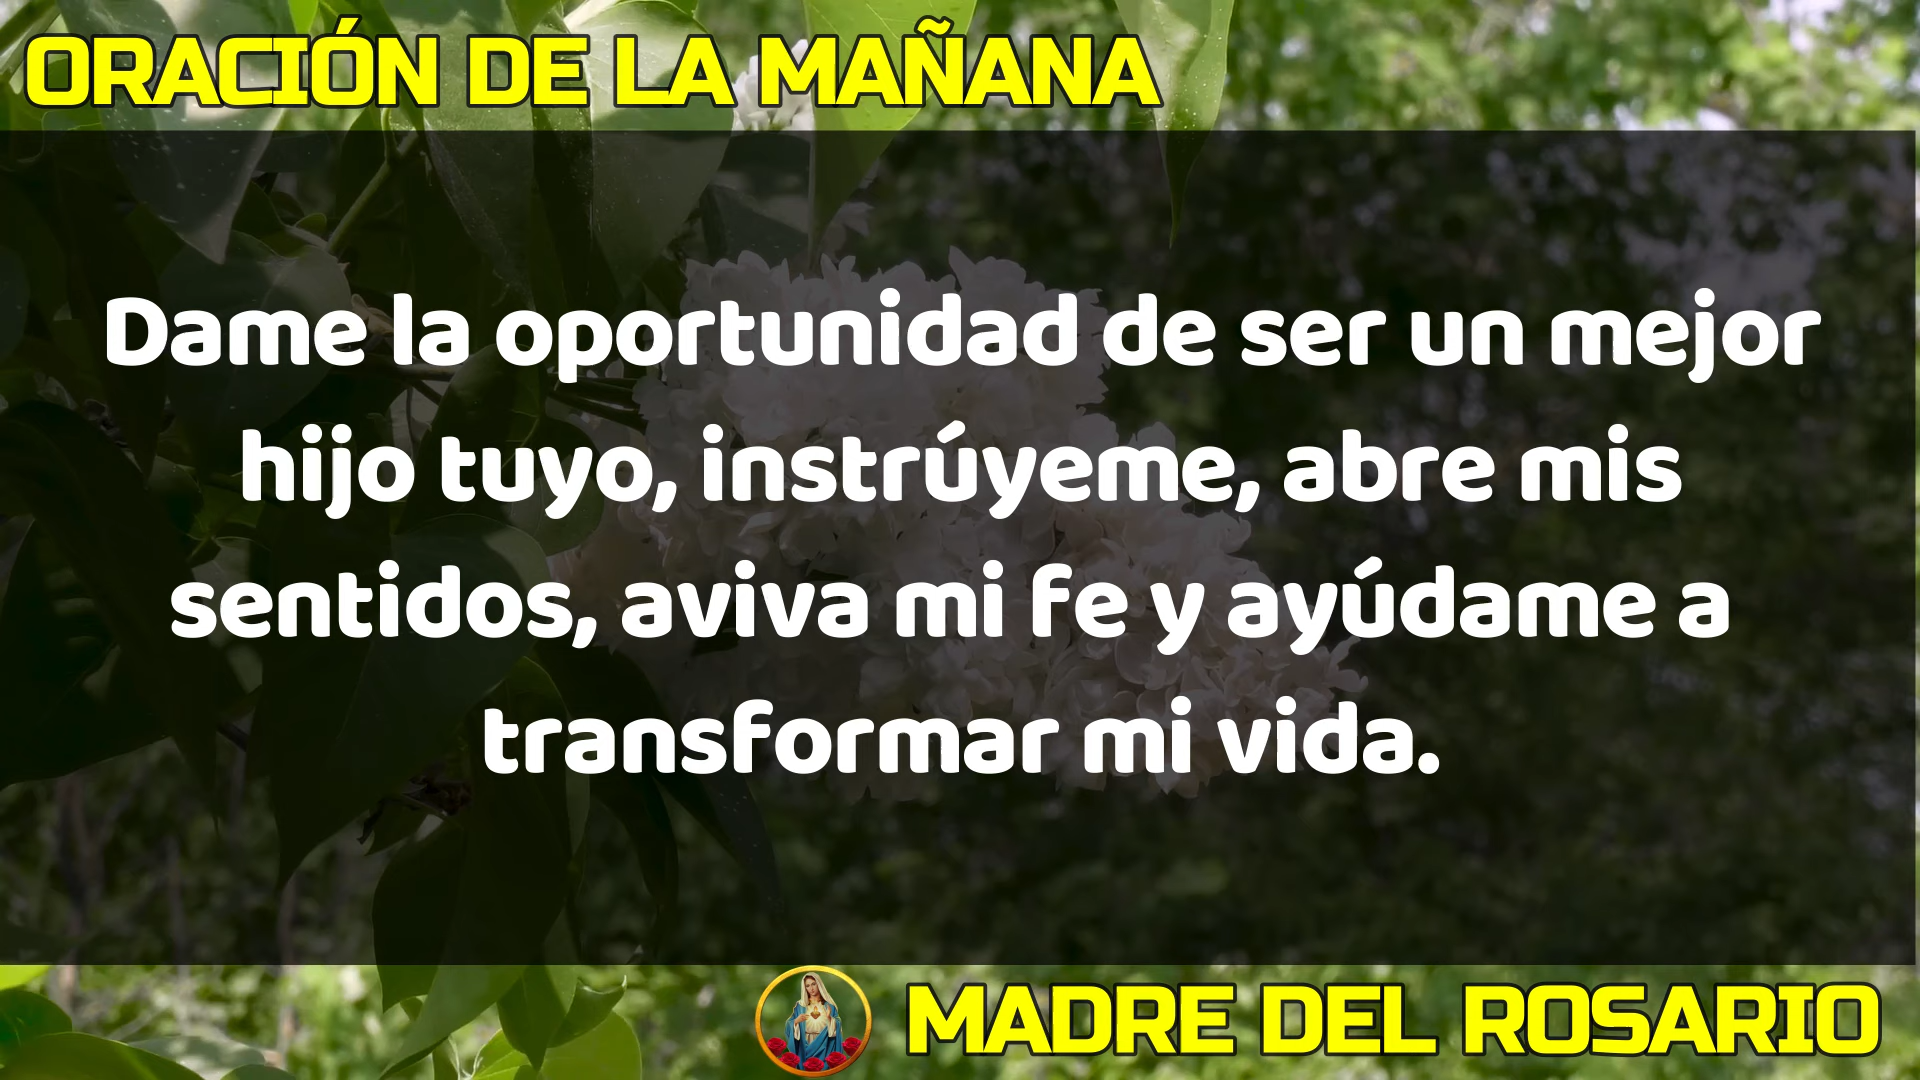 ORACIÓN DE LA MAÑANA
Dame la oportunidad de ser un mejor
hijo tuyo, instrúyeme, abre mis
sentidos, aviva mi fe y ayúdame a
transformar mi vida.
MADRE DEL ROSARIO